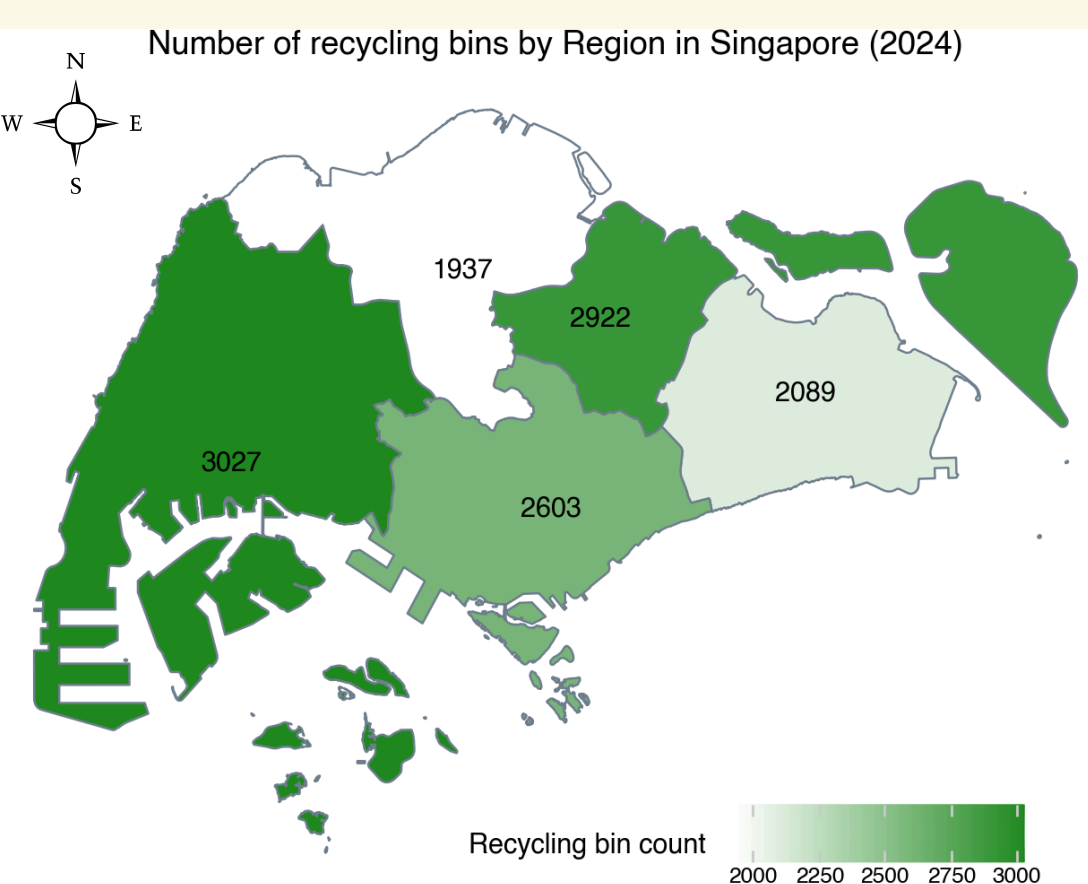 Number of recycling bins by Region in Singapore (2024)
N
W E
S
1937
2922
2089
3027
2603
Recycling bin count
2000 2250 2500 2750 3000